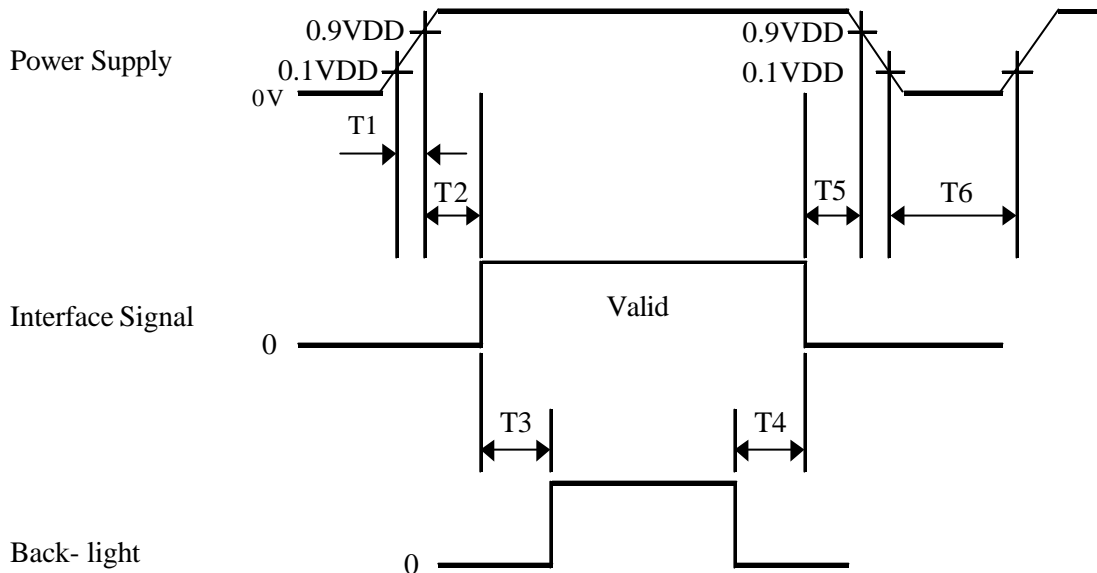 0.9VDD 0.9VDD
Power Supply
0.1VDD 0.1VDD
0V
T1
T2 T5 T6
Valid
Interface Signal
0
T3 T4
Back- light 0